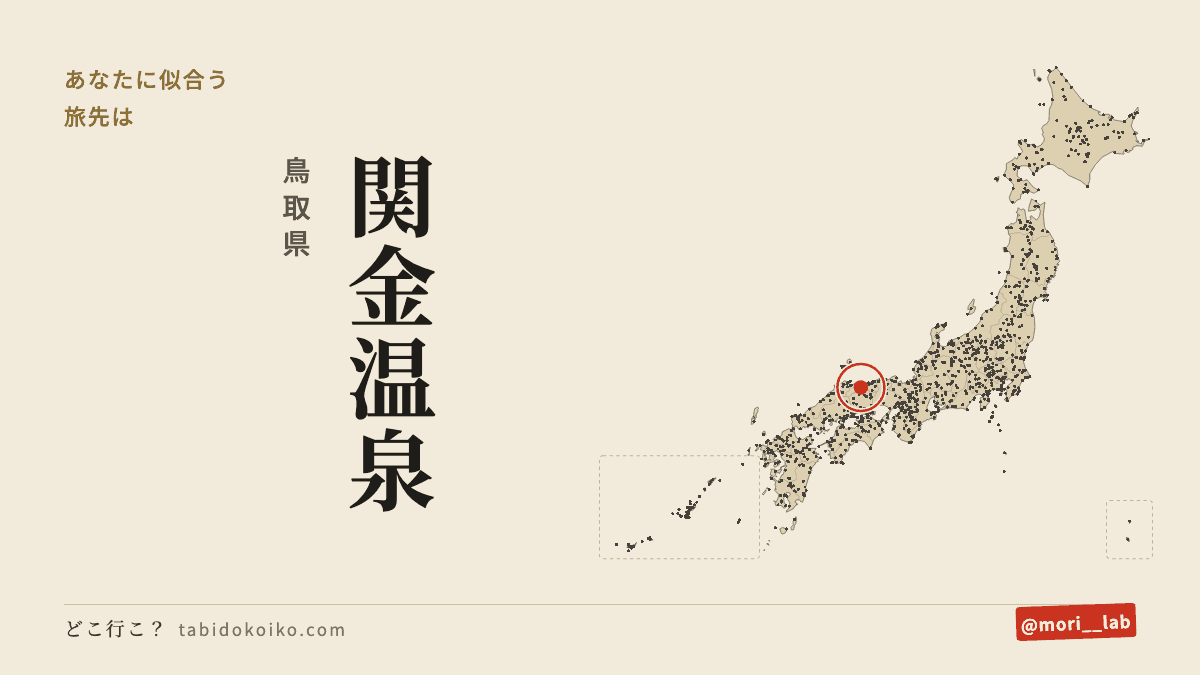 あなたに似合う
旅先は
関金温泉
鳥取県
どこ行こ？ tabidokoiko.com
@mori__lab